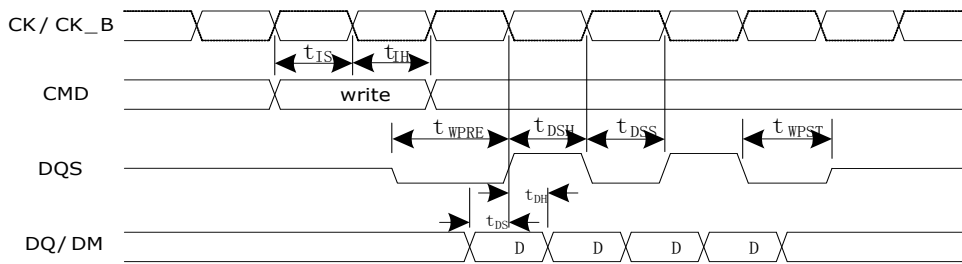 CK/ CK_B
tIS tIH
CMD write
tWPRE tDSH tDSS tWPST
DQS
tDH
tDS
DQ/DM D D D D